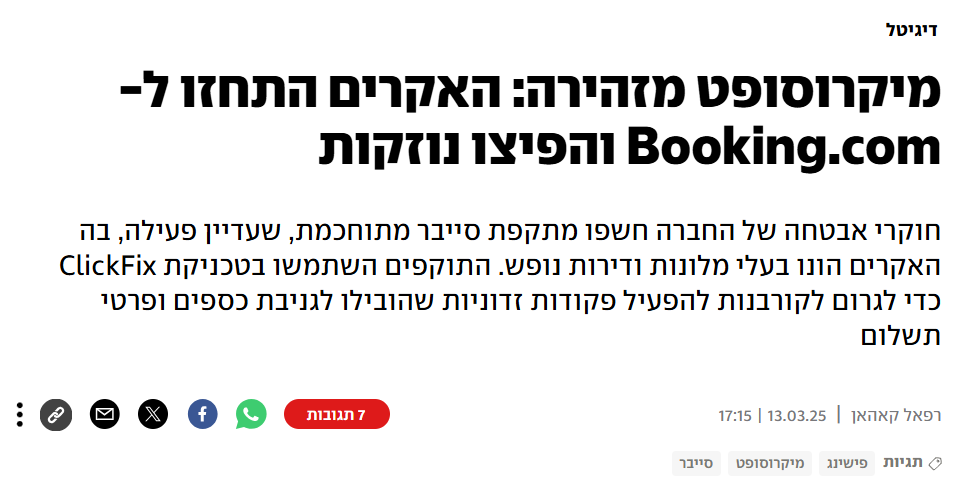 דיגיטל
מיקרוסופט מזהירה: האקרים התחזו ל-
Booking.com והפיצו נוזקות
חוקרי אבטחה של החברה חשפו מתקפת סייבר מתוחכמת, שעדיין פעילה, בה
האקרים הונו בעלי מלונות ודירות נופש. התוקפים השתמשו בטכניקת ClickFix
כדי לגרום לקורבנות להפעיל פקודות זדוניות שהובילו לגניבת כספים ופרטי
תשלום
רפאל קאהאן | 13.03.25 | 17:15
7 תגובות
תגיות פישינג מיקרוסופט סייבר